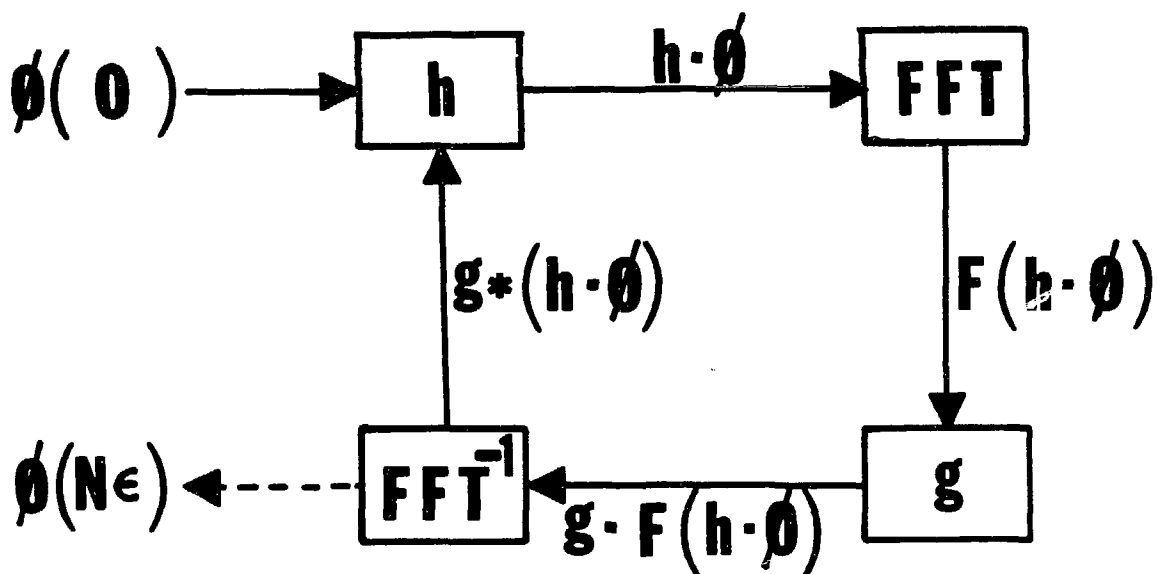 ø( 0 )
h
h·ø
FFT
g*(h·ø)
F(h·ø)
ø(Nϵ)
FFT⁻¹
g·F(h·ø)
g